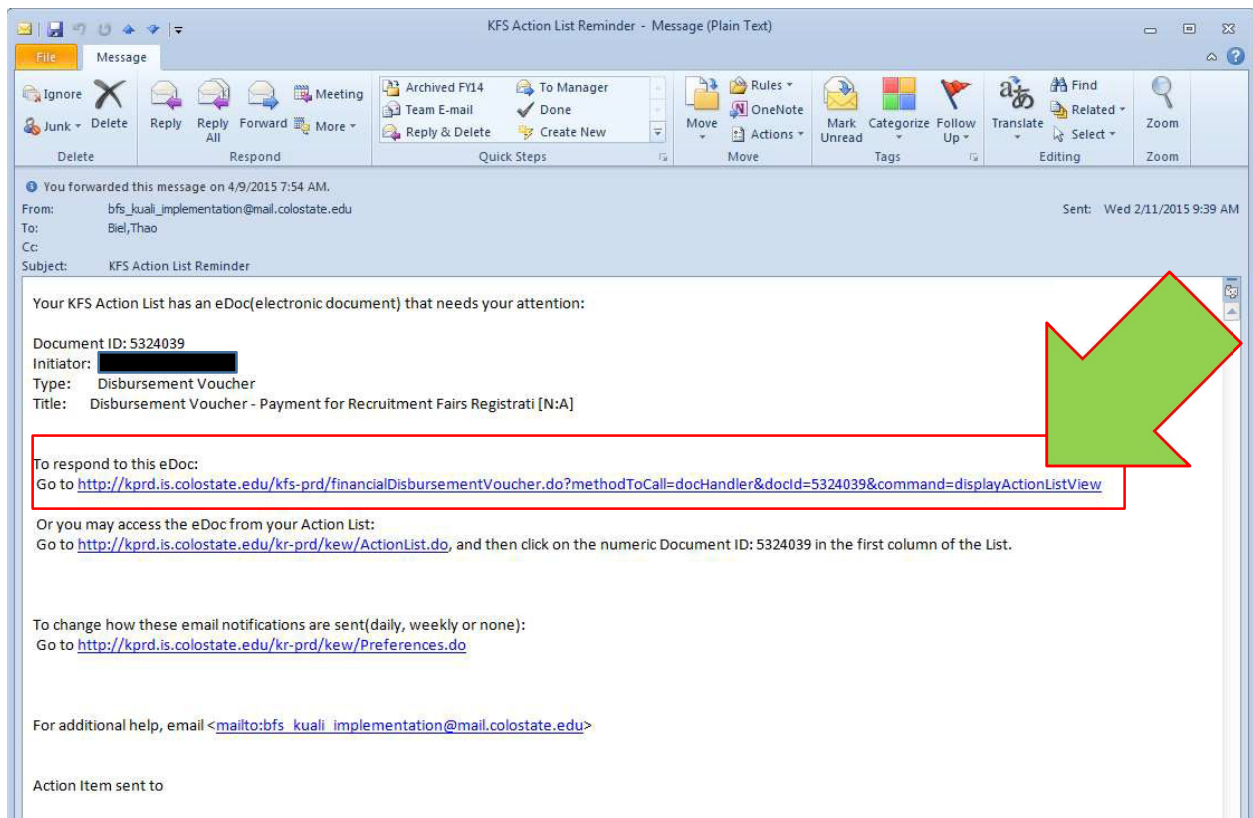 KFS Action List Reminder - Message (Plain Text)
File Message
Ignore
Junk
Delete
Reply
Reply All
Forward
Meeting
More
Archived FY14
To Manager
Team E-mail
Done
Reply & Delete
Create New
Move
Rules
OneNote
Actions
Mark Unread
Categorize
Follow Up
Translate
Find
Related
Select
Zoom
Delete Respond Quick Steps Move Tags Editing Zoom
You forwarded this message on 4/9/2015 7:54 AM.
From: bfs_kuali_implementation@mail.colostate.edu Sent: Wed 2/11/2015 9:39 AM
To: Biel,Thao
Cc:
Subject: KFS Action List Reminder
Your KFS Action List has an eDoc(electronic document) that needs your attention:
Document ID: 5324039
Initiator:
Type: Disbursement Voucher
Title: Disbursement Voucher - Payment for Recruitment Fairs Registrati [N:A]
To respond to this eDoc:
Go to http://kprd.is.colostate.edu/kfs-prd/financialDisbursementVoucher.do?methodToCall=docHandler&docId=5324039&command=displayActionListView
Or you may access the eDoc from your Action List:
Go to http://kprd.is.colostate.edu/kr-prd/kew/ActionList.do, and then click on the numeric Document ID: 5324039 in the first column of the List.
To change how these email notifications are sent(daily, weekly or none):
Go to http://kprd.is.colostate.edu/kr-prd/kew/Preferences.do
For additional help, email <mailto:bfs_kuali_implementation@mail.colostate.edu>
Action Item sent to